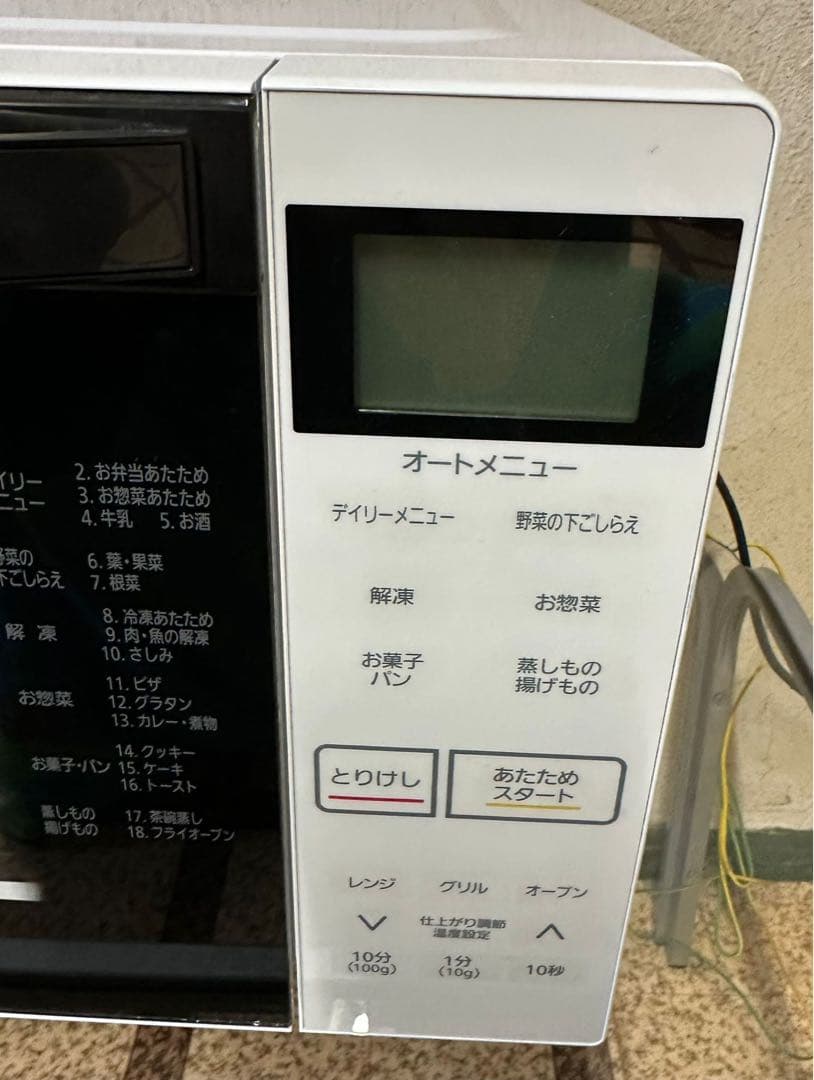 イリー
ニュー
2. お弁当あたため
3. お惣菜あたため
4. 牛乳 5. お酒
野菜の
下ごしらえ
6. 葉・果菜
7. 根菜
解 凍
8. 冷凍あたため
9. 肉・魚の解凍
10. さしみ
お惣菜
11. ピザ
12. グラタン
13. カレー・煮物
お菓子・パン
14. クッキー
15. ケーキ
16. トースト
蒸しもの
揚げもの
17. 茶碗蒸し
18. フライオーブン
オートメニュー
デイリーメニュー 野菜の下ごしらえ
解凍 お惣菜
お菓子
パン
蒸しもの
揚げもの
とりけし
あたため
スタート
レンジ グリル オーブン
仕上がり調節
温度設定
10分
(100g)
1分
(10g)
10秒